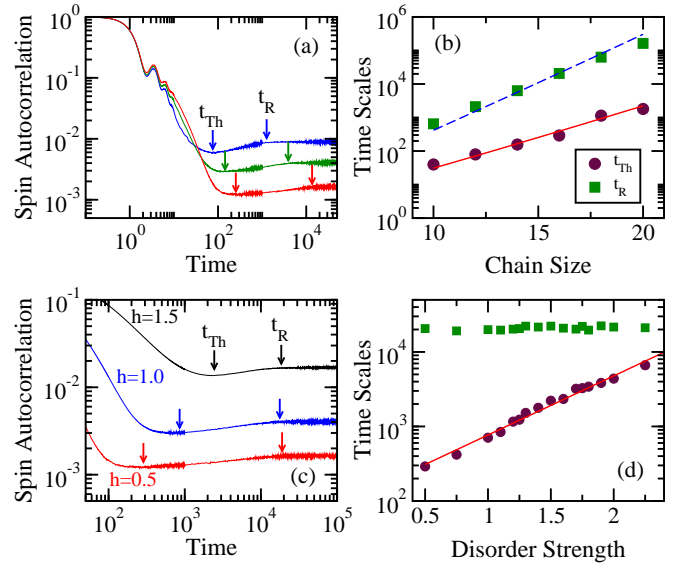 10^0
10^-1
10^-2
10^-3
Spin Autocorrelation
(a)
t_Th
t_R
10^0
10^2
10^4
Time
(b)
10^6
10^4
10^2
10^0
Time Scales
t_Th
t_R
10
15
20
Chain Size
10^-1
10^-2
10^-3
Spin Autocorrelation
h=1.5
t_Th
t_R
h=1.0
h=0.5
(c)
10^2
10^3
10^4
10^5
Time
10^4
10^3
10^2
Time Scales
(d)
0.5
1
1.5
2
Disorder Strength